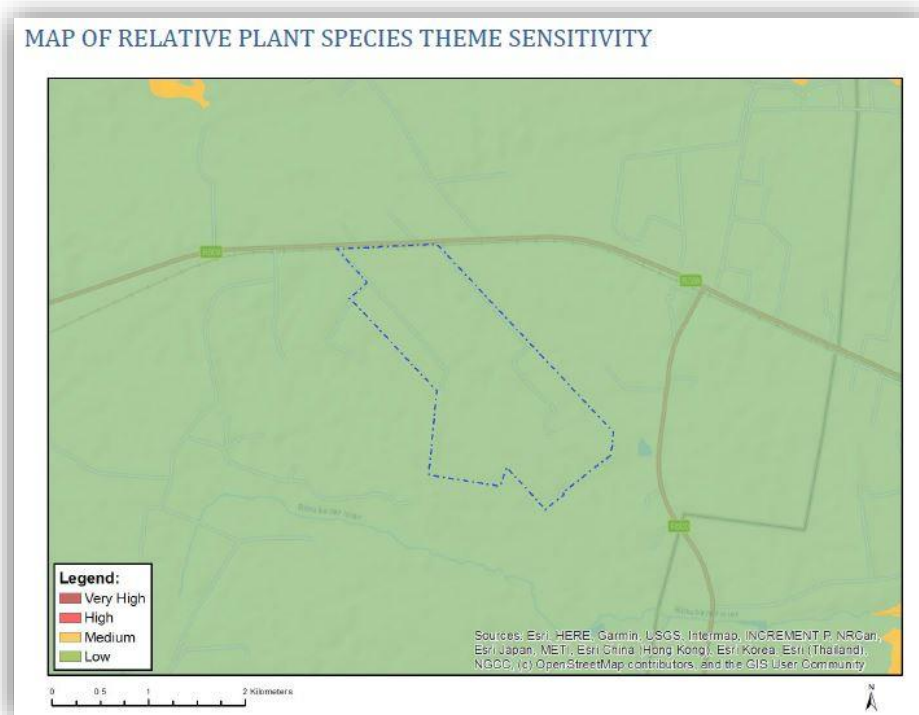 MAP OF RELATIVE PLANT SPECIES THEME SENSITIVITY
Legend:
Very High
High
Medium
Low
Sources: Esri, HERE, Garmin, USGS, Intermap, INCREMENT P, NRCan,
Esri Japan, METI, Esri China (Hong Kong), Esri Korea, Esri (Thailand),
NGCC, (c) OpenStreetMap contributors, and the GIS User Community
0 0.5 1 2 Kilometers
N